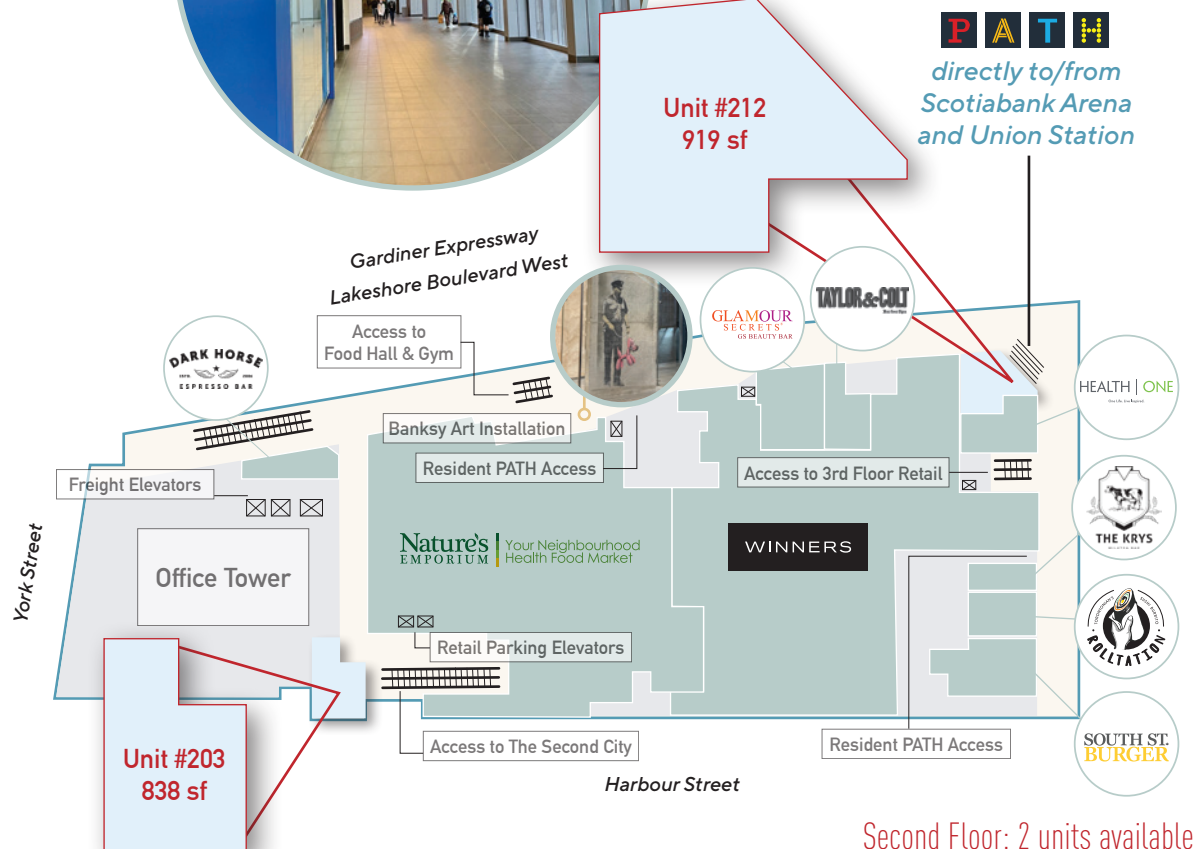 PATH
directly to/from
Scotiabank Arena
and Union Station
Unit #212
919 sf
Gardiner Expressway
Lakeshore Boulevard West
Access to
Food Hall & Gym
GLAMOUR
SECRETS
GS BEAUTY BAR
TAYLOR&COLT
DARK HORSE
ESPRESSO BAR
HEALTH | ONE
Banksy Art Installation
Resident PATH Access
Access to 3rd Floor Retail
Freight Elevators
THE KRYS
York Street
Office Tower
Nature's
EMPORIUM
Your Neighbourhood
Health Food Market
WINNERS
ROLLTATION
Retail Parking Elevators
Unit #203
838 sf
Access to The Second City
Resident PATH Access
SOUTH ST.
BURGER
Harbour Street
Second Floor: 2 units available